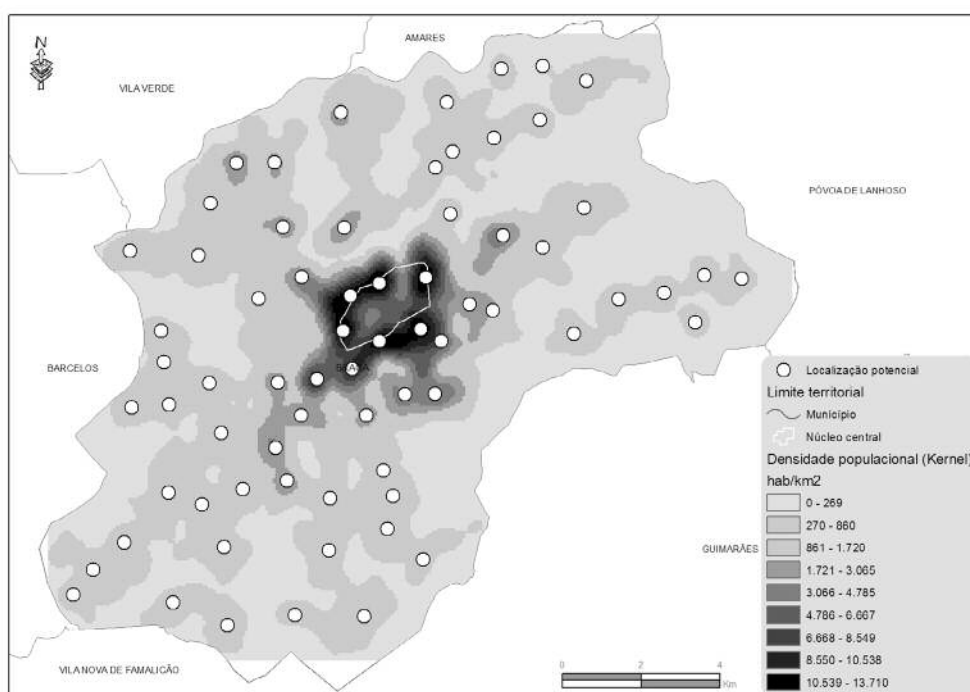 N
AMARES
VILA VERDE
PÓVOA DE LANHOSO
BARCELOS
GUIMARÃES
VILA NOVA DE FAMALICÃO
0 2 4
Km
Localização potencial
Limite territorial
Município
Núcleo central
Densidade populacional (Kernel)
hab/km2
0 - 269
270 - 860
861 - 1.720
1.721 - 3.065
3.066 - 4.785
4.786 - 6.667
6.668 - 8.549
8.550 - 10.538
10.539 - 13.710